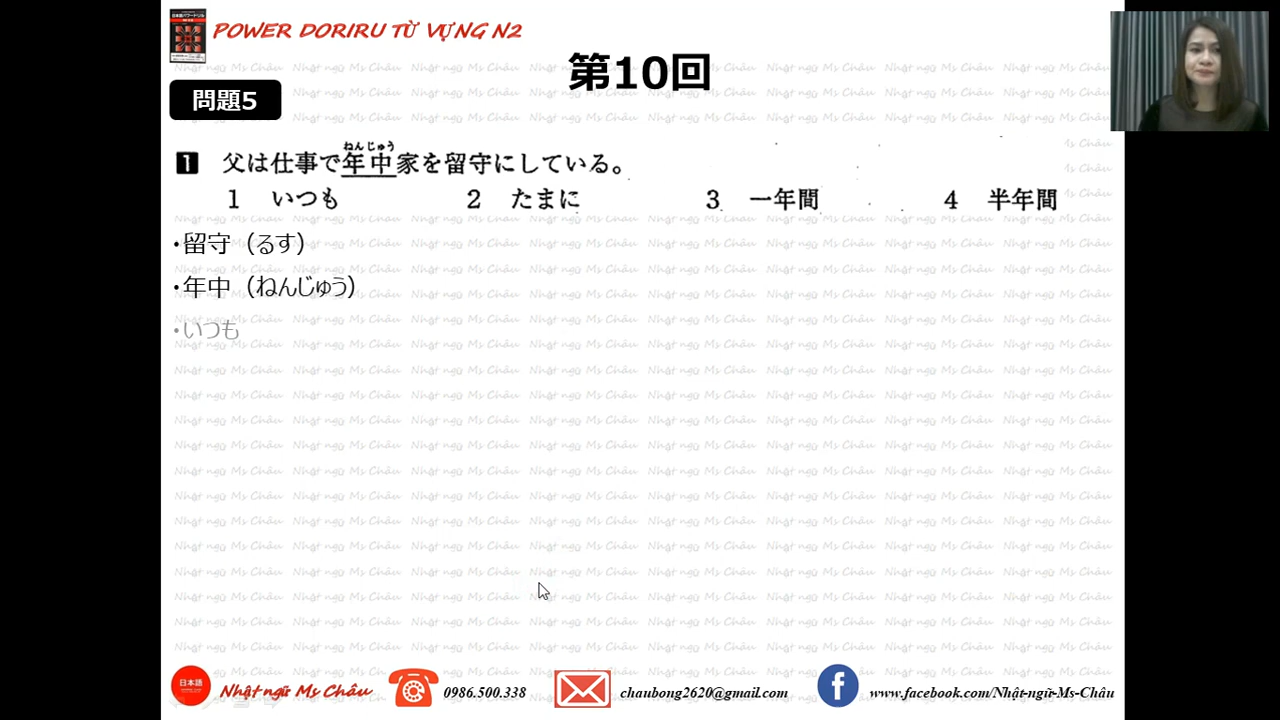 POWER DORIRU TỪ VỰNG N2
第10回
問題5
ねんじゅう
1 父は仕事で年中家を留守にしている。
1 いつも 2 たまに 3 一年間 4 半年間
・留守（るす）
・年中（ねんじゅう）
・いつも
日本語 Nhật ngữ Ms Châu 0986.500.338 chaubong2620@gmail.com www.facebook.com/Nhật-ngữ-Ms-Châu